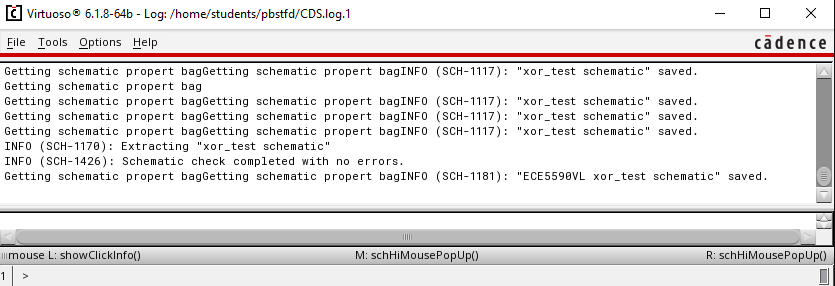 Virtuoso® 6.1.8-64b - Log: /home/students/pbstfd/CDS.log.1
File Tools Options Help
cādence
Getting schematic propert bagGetting schematic propert bagINFO (SCH-1117): "xor_test schematic" saved.
Getting schematic propert bag
Getting schematic propert bagGetting schematic propert bagINFO (SCH-1117): "xor_test schematic" saved.
Getting schematic propert bagGetting schematic propert bagINFO (SCH-1117): "xor_test schematic" saved.
Getting schematic propert bagGetting schematic propert bagINFO (SCH-1117): "xor_test schematic" saved.
INFO (SCH-1170): Extracting "xor_test schematic"
INFO (SCH-1426): Schematic check completed with no errors.
Getting schematic propert bagGetting schematic propert bagINFO (SCH-1181): "ECE5590VL xor_test schematic" saved.
mouse L: showClickInfo() M: schHiMousePopUp() R: schHiMousePopUp()
1 >